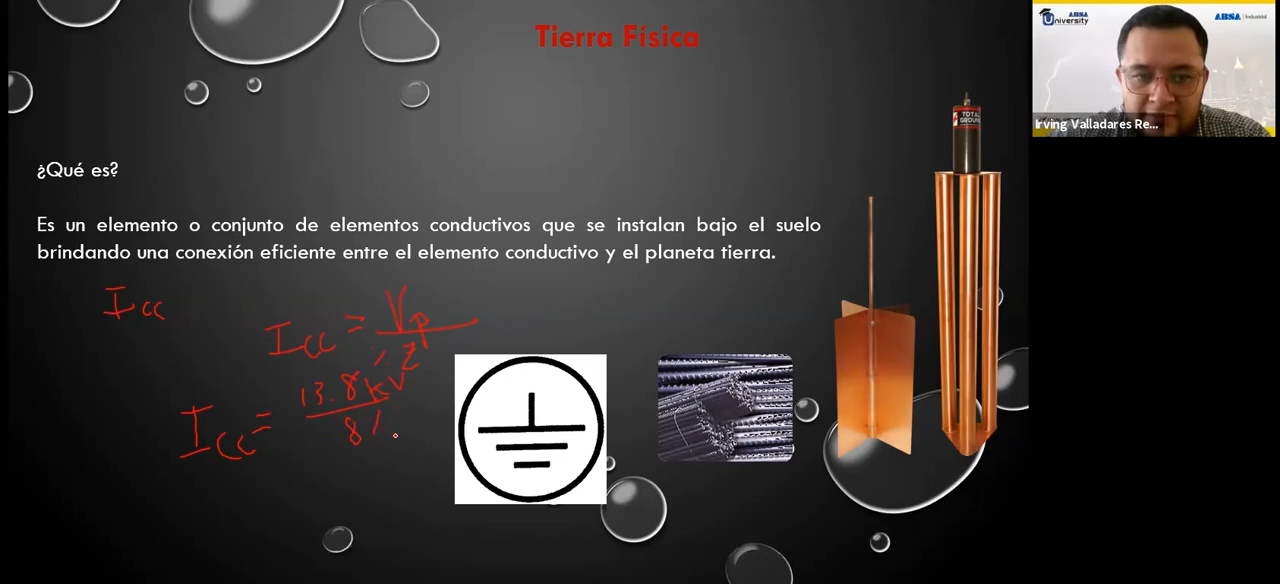 Tierra Física
¿Qué es?
Es un elemento o conjunto de elementos conductivos que se instalan bajo el suelo
brindando una conexión eficiente entre el elemento conductivo y el planeta tierra.
Icc
Icc = Vp
Z
Icc = 13.8 KV
8%
TOTAL
GROUND
ABSA
University
ABSA | Industrial
Irving Valladares Re...